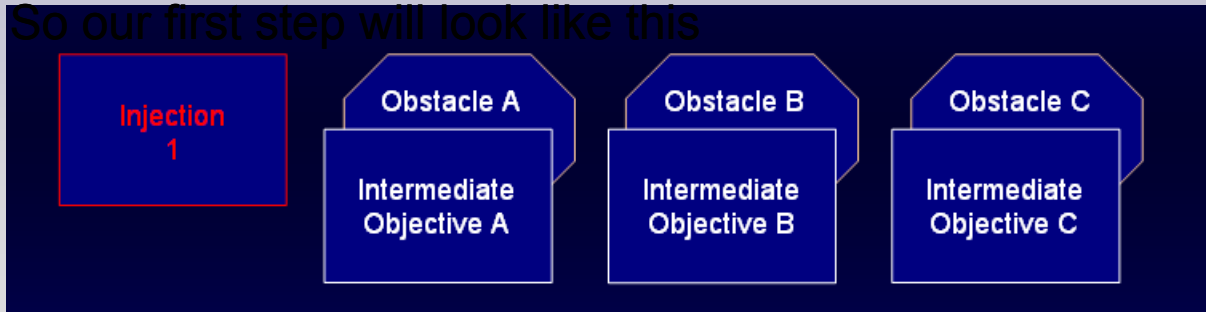 So our first step will look like this
Injection
1
Obstacle A
Intermediate
Objective A
Obstacle B
Intermediate
Objective B
Obstacle C
Intermediate
Objective C